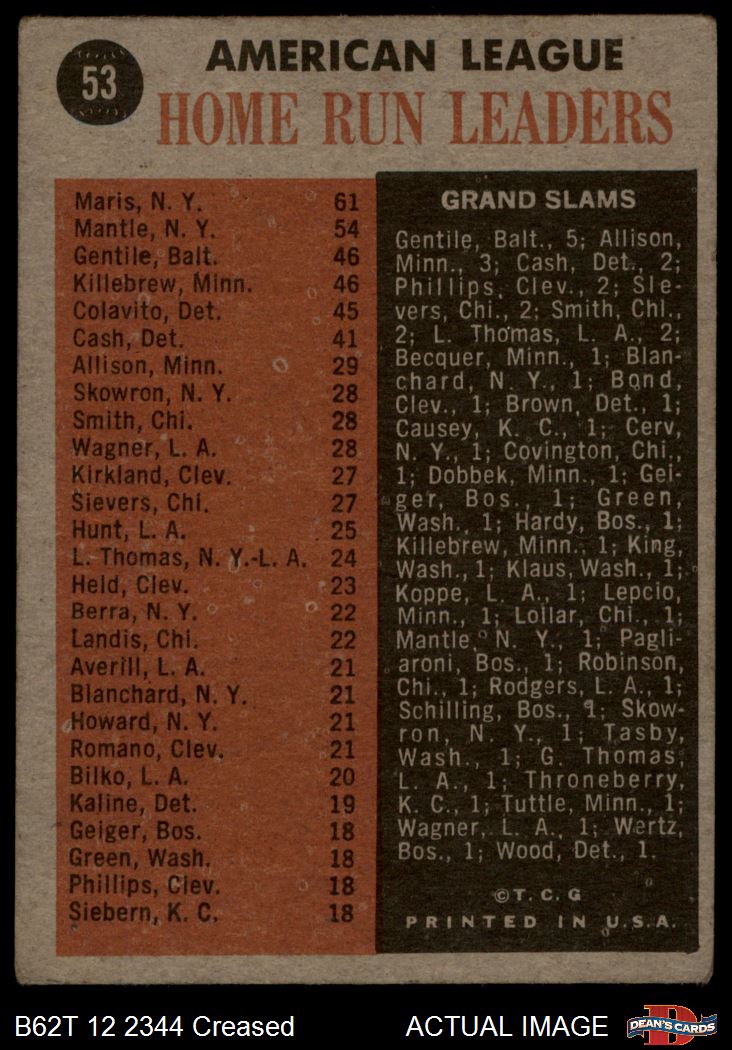 53
AMERICAN LEAGUE
HOME RUN LEADERS
Maris, N. Y. 61
Mantle, N. Y. 54
Gentile, Balt. 46
Killebrew, Minn. 46
Colavito, Det. 45
Cash, Det. 41
Allison, Minn. 29
Skowron, N. Y. 28
Smith, Chi. 28
Wagner, L. A. 28
Kirkland, Clev. 27
Sievers, Chi. 27
Hunt, L. A. 25
L. Thomas, N. Y.-L. A. 24
Held, Clev. 23
Berra, N. Y. 22
Landis, Chi. 22
Averill, L. A. 21
Blanchard, N. Y. 21
Howard, N. Y. 21
Romano, Clev. 21
Bilko, L. A. 20
Kaline, Det. 19
Geiger, Bos. 18
Green, Wash. 18
Phillips, Clev. 18
Siebern, K. C. 18
GRAND SLAMS
Gentile, Balt., 5; Allison,
Minn., 3; Cash, Det., 2;
Phillips, Clev., 2; Sie-
vers, Chi., 2; Smith, Chi.,
2; L. Thomas, L. A., 2;
Becquer, Minn., 1; Blan-
chard, N. Y., 1; Bond,
Clev., 1; Brown, Det., 1;
Causey, K. C., 1; Cerv,
N. Y., 1; Covington, Chi.,
1; Dobbek, Minn., 1; Gei-
ger, Bos., 1; Green,
Wash., 1; Hardy, Bos., 1;
Killebrew, Minn., 1; King,
Wash., 1; Klaus, Wash., 1;
Koppe, L. A., 1; Lepcio,
Minn., 1; Lollar, Chi., 1;
Mantle, N. Y., 1; Pagli-
aroni, Bos., 1; Robinson,
Chi., 1; Rodgers, L. A., 1;
Schilling, Bos., 1; Skow-
ron, N. Y., 1; Tasby,
Wash., 1; G. Thomas,
L. A., 1; Throneberry,
K. C., 1; Tuttle, Minn., 1;
Wagner, L. A., 1; Wertz,
Bos., 1; Wood, Det., 1.
©T. C. G
PRINTED IN U.S.A.
B62T 12 2344 Creased ACTUAL IMAGE
D
DEAN'S CARDS